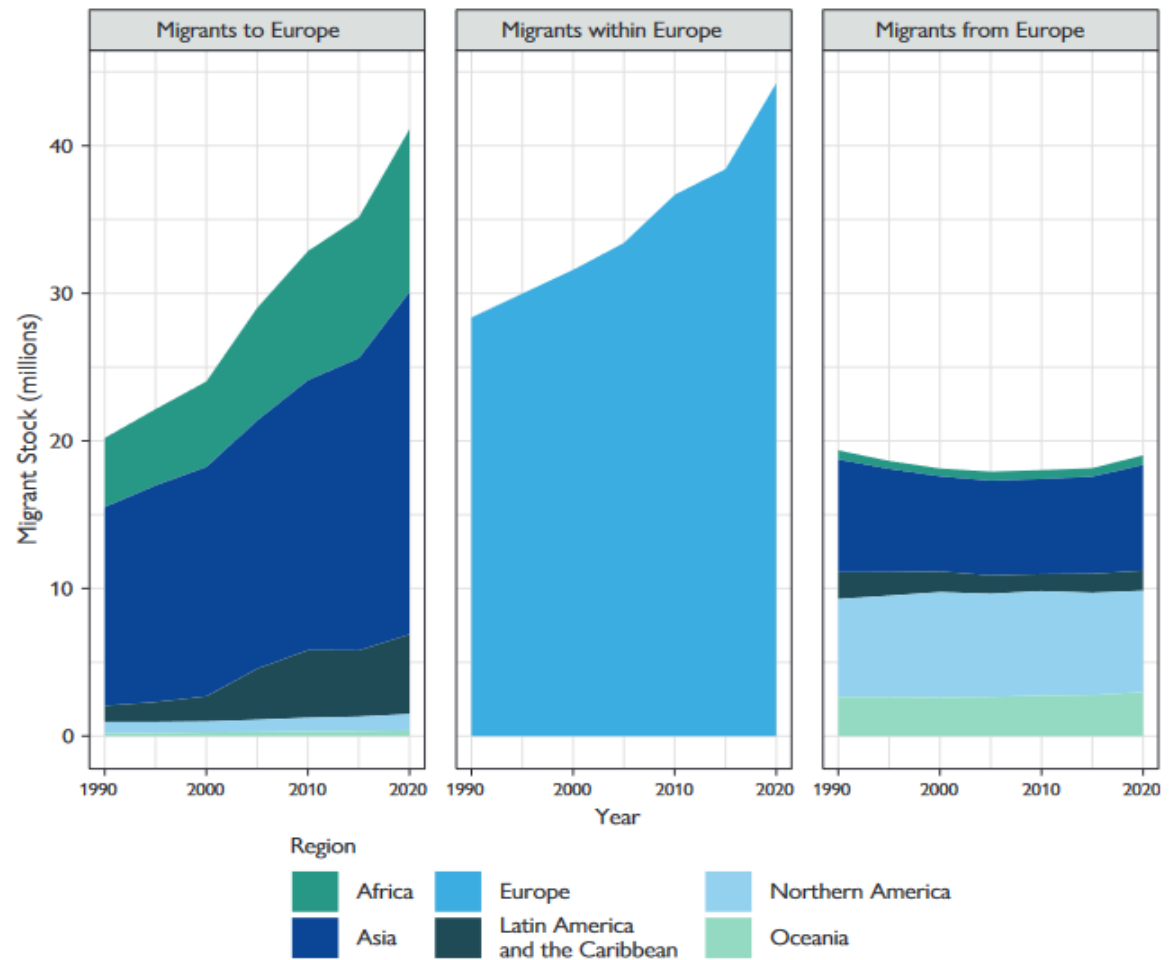 Migrants to Europe
Migrants within Europe
Migrants from Europe
Migrant Stock (millions)
40
30
20
10
0
1990
2000
2010
2020
1990
2000
2010
2020
1990
2000
2010
2020
Year
Region
Africa
Europe
Northern America
Asia
Latin America
and the Caribbean
Oceania